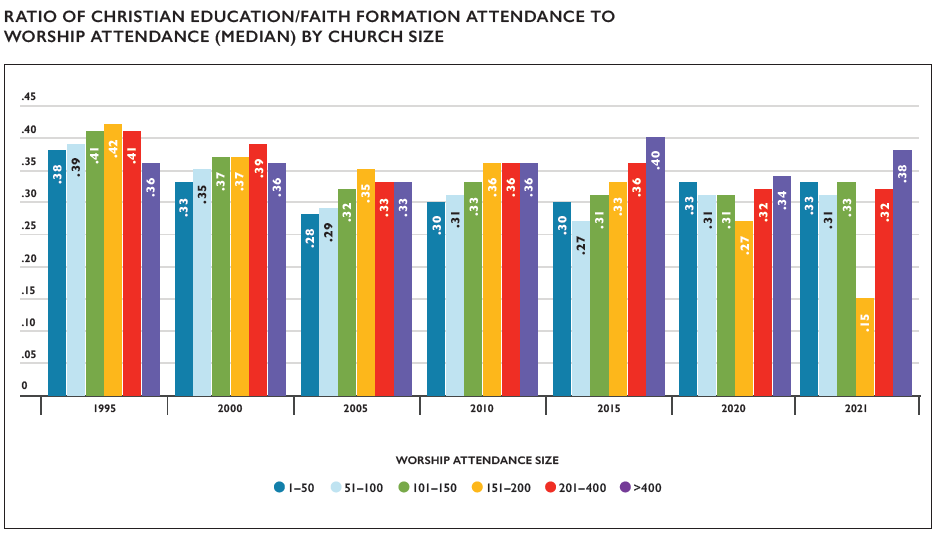 RATIO OF CHRISTIAN EDUCATION/FAITH FORMATION ATTENDANCE TO
WORSHIP ATTENDANCE (MEDIAN) BY CHURCH SIZE
.45
.40
.35
.30
.25
.20
.15
.10
.05
0
.38 .39 .41 .42 .41 .36
.33 .35 .37 .37 .39 .36
.28 .29 .32 .35 .33 .33
.30 .31 .33 .36 .36 .36
.30 .27 .31 .33 .36 .40
.33 .31 .31 .27 .32 .34
.33 .31 .33 .15 .32 .38
1995 2000 2005 2010 2015 2020 2021
WORSHIP ATTENDANCE SIZE
1–50 51–100 101–150 151–200 201–400 >400